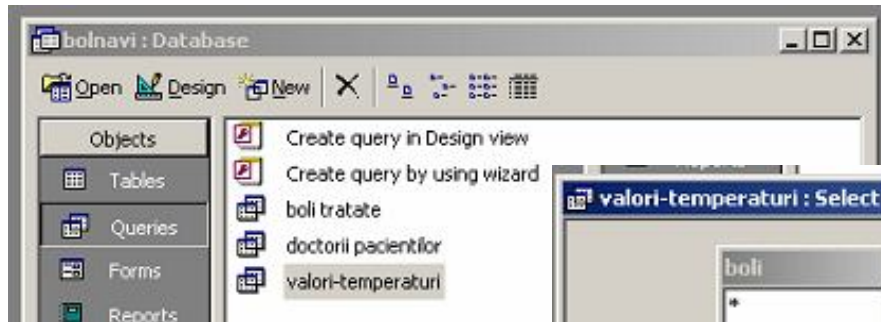 bolnavi : Database
Open Design New
Objects
Tables
Queries
Forms
Reports
Create query in Design view
Create query by using wizard
boli tratate
doctorii pacientilor
valori-temperaturi
valori-temperaturi : Select
boli
*